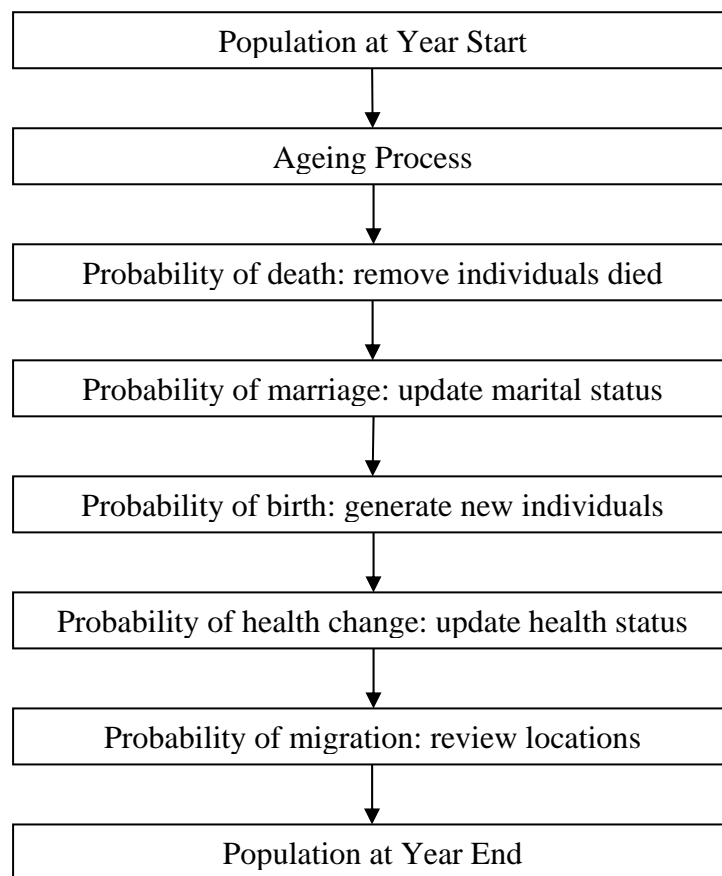 Population at Year Start
Ageing Process
Probability of death: remove individuals died
Probability of marriage: update marital status
Probability of birth: generate new individuals
Probability of health change: update health status
Probability of migration: review locations
Population at Year End